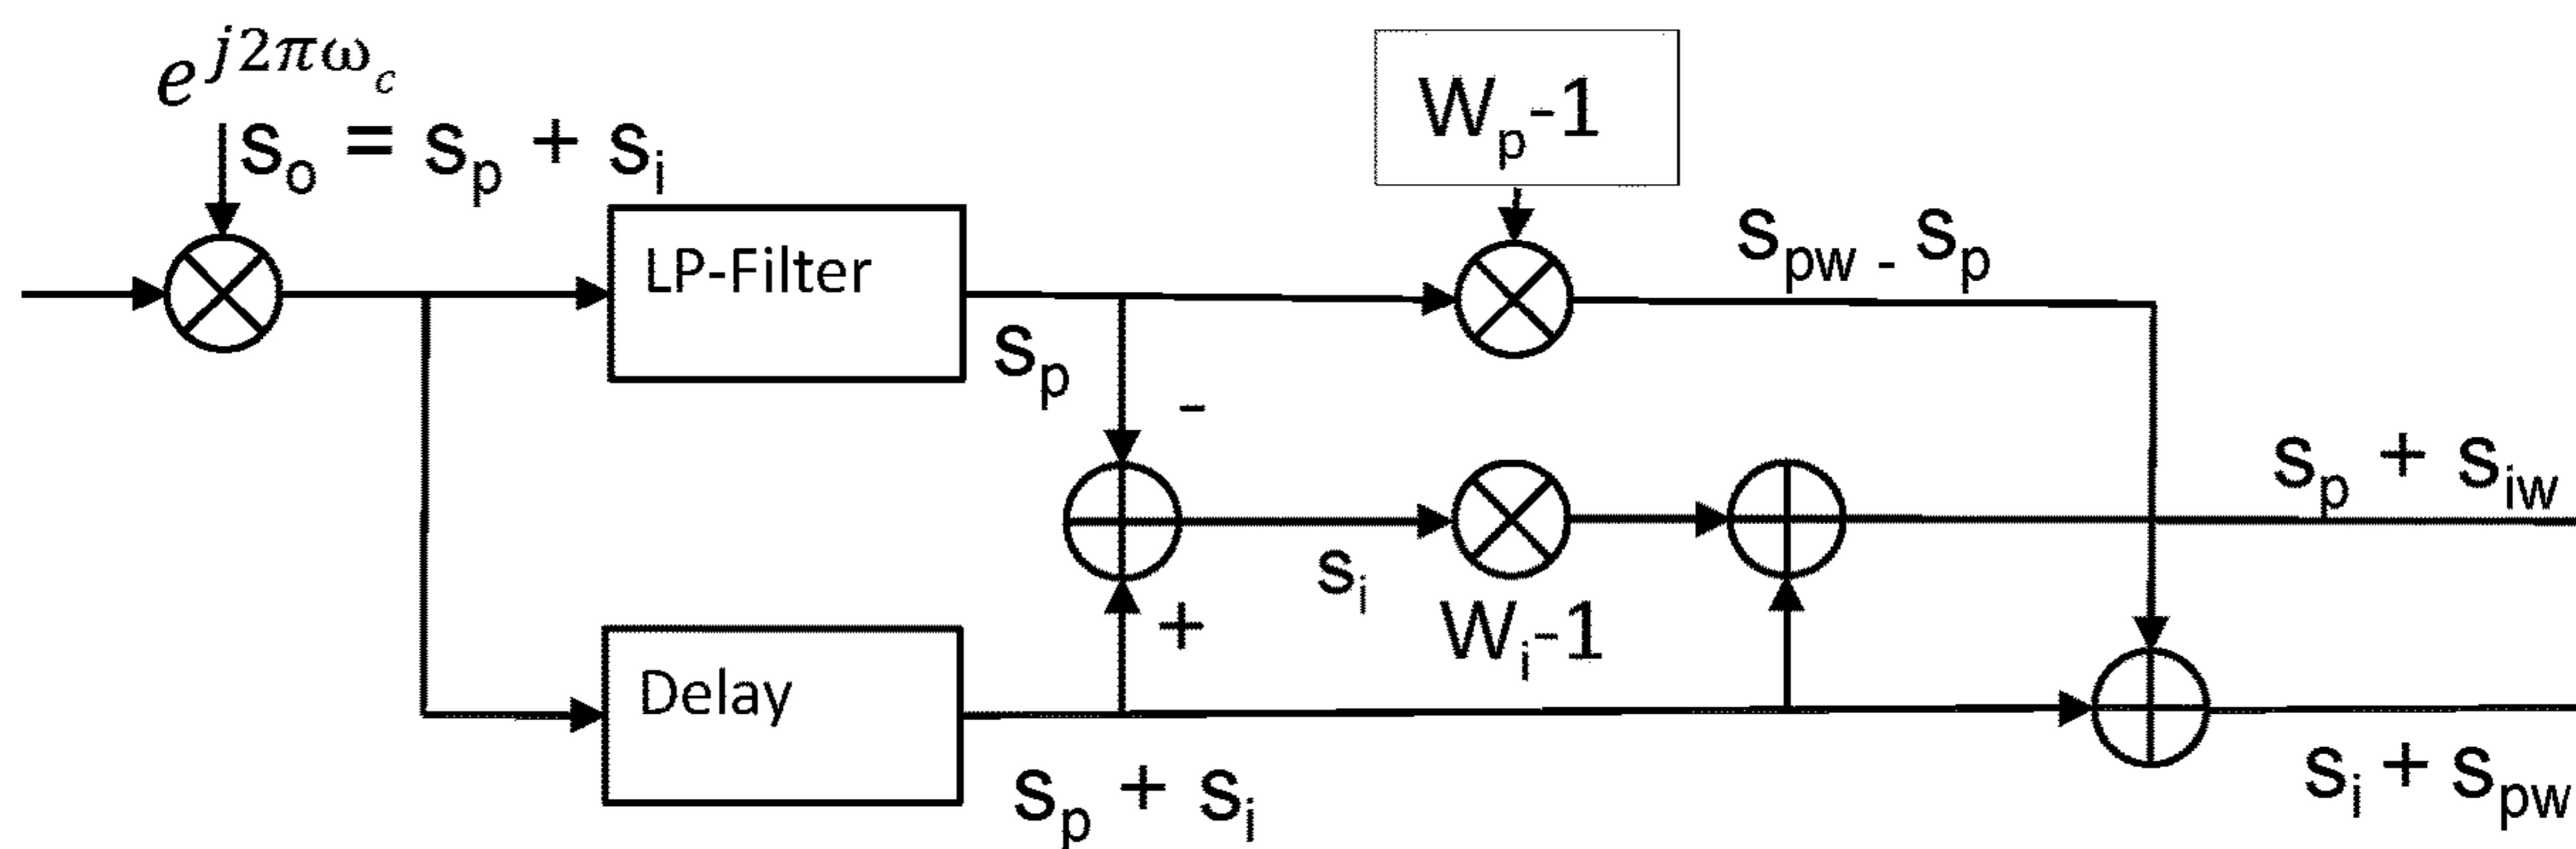 e^{j2πω_c}
s_o = s_p + s_i
W_p-1
LP-Filter
s_pw - s_p
s_p
-
s_p + s_iw
s_i
+
W_i-1
Delay
s_p + s_i
s_i + s_pw